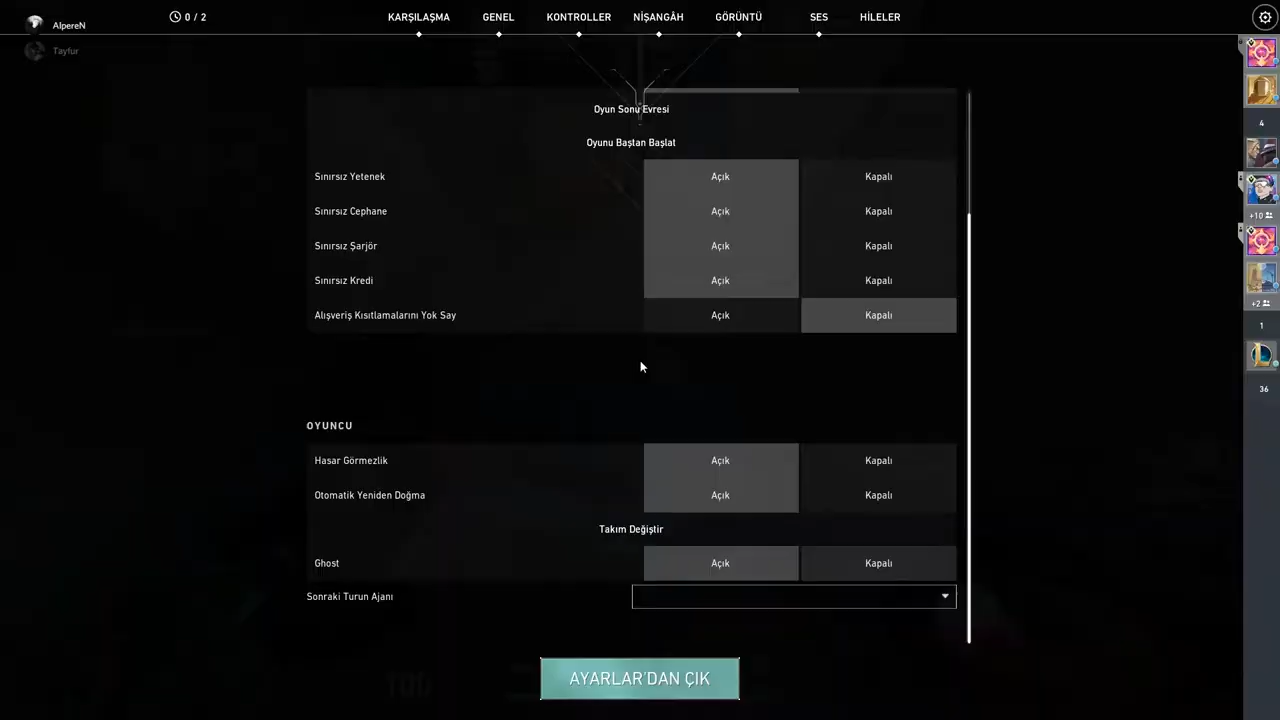 AlpereN
Tayfur
0 / 2
KARŞILAŞMA GENEL KONTROLLER NİŞANGÂH GÖRÜNTÜ SES HİLELER
Oyun Sonu Evresi
Oyunu Baştan Başlat
Sınırsız Yetenek Açık Kapalı
Sınırsız Cephane Açık Kapalı
Sınırsız Şarjör Açık Kapalı
Sınırsız Kredi Açık Kapalı
Alışveriş Kısıtlamalarını Yok Say Açık Kapalı
OYUNCU
Hasar Görmezlik Açık Kapalı
Otomatik Yeniden Doğma Açık Kapalı
Takım Değiştir
Ghost Açık Kapalı
Sonraki Turun Ajanı
AYARLAR'DAN ÇIK
100
4
+10
+2
1
36